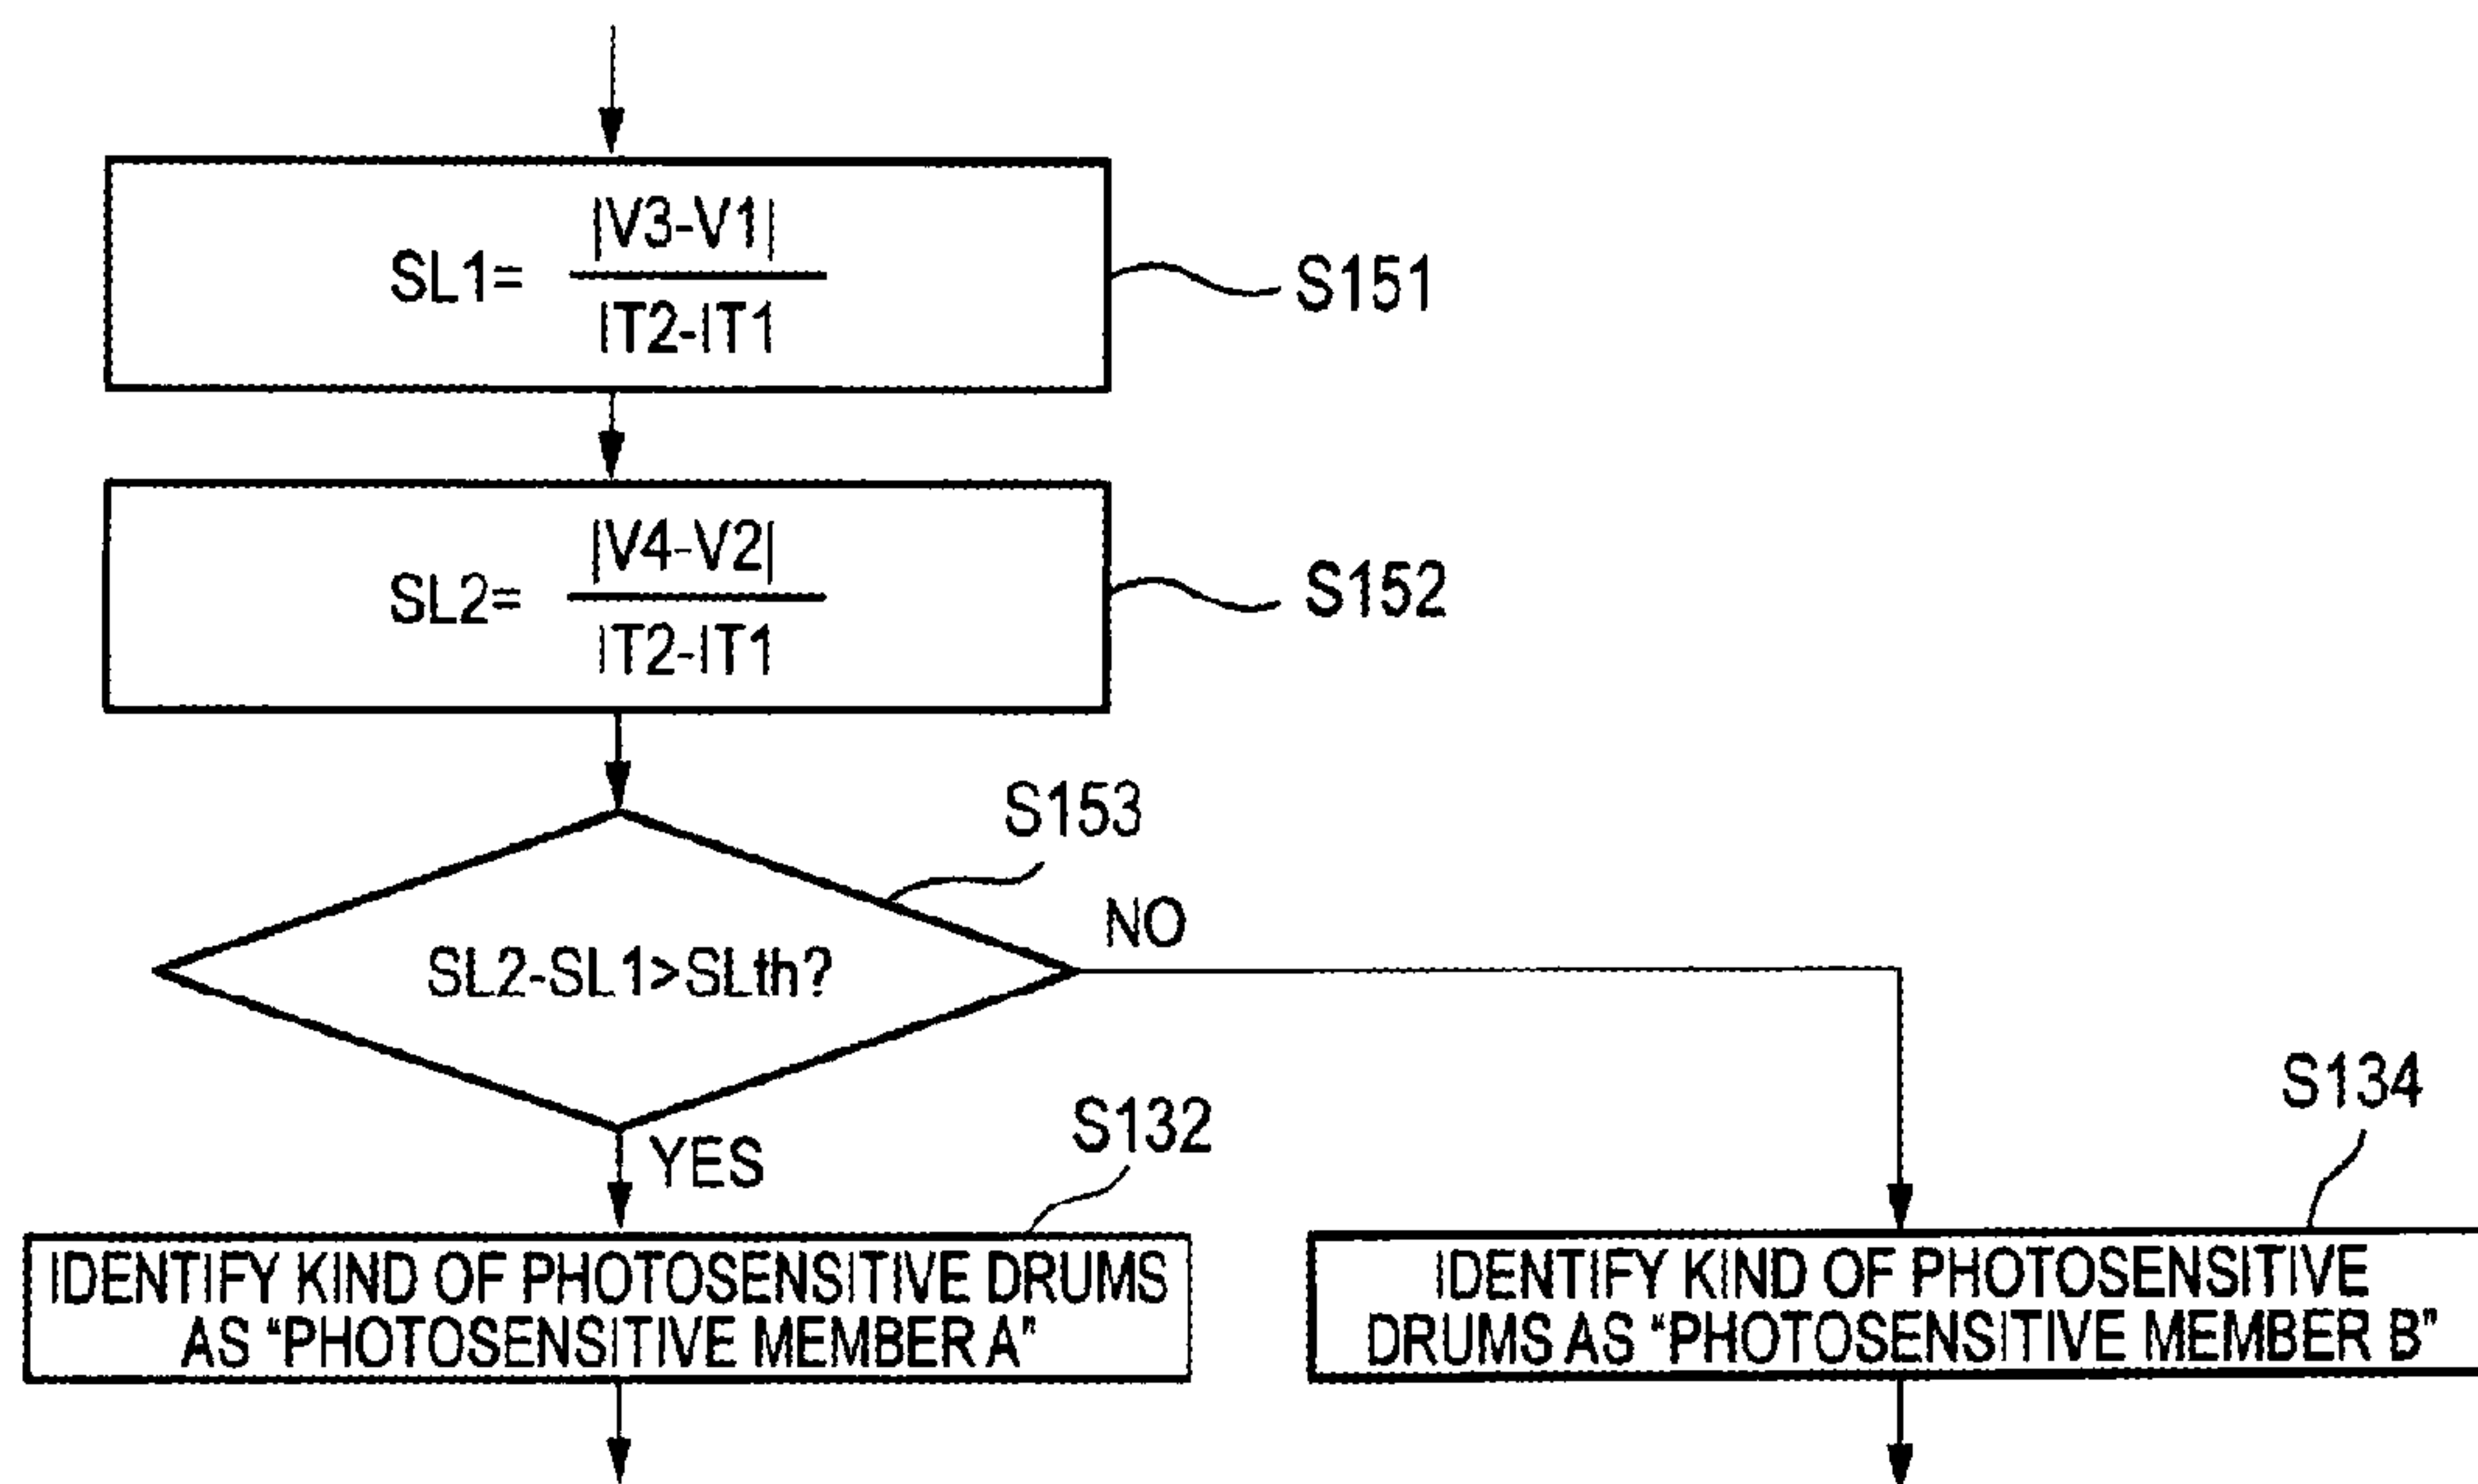 |V3-V1|
SL1=
IT2-IT1
S151
|V4-V2|
SL2=
IT2-IT1
S152
S153
SL2-SL1>SLth?
NO
YES
S132
S134
IDENTIFY KIND OF PHOTOSENSITIVE DRUMS
AS “PHOTOSENSITIVE MEMBER A”
IDENTIFY KIND OF PHOTOSENSITIVE
DRUMS AS “PHOTOSENSITIVE MEMBER B”